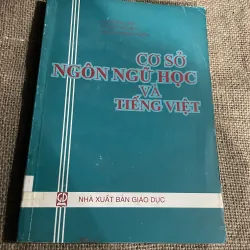 CƠ SỞ
NGÔN NGỮ HỌC
VÀ
TIẾNG VIỆT
NHÀ XUẤT BẢN GIÁO DỤC